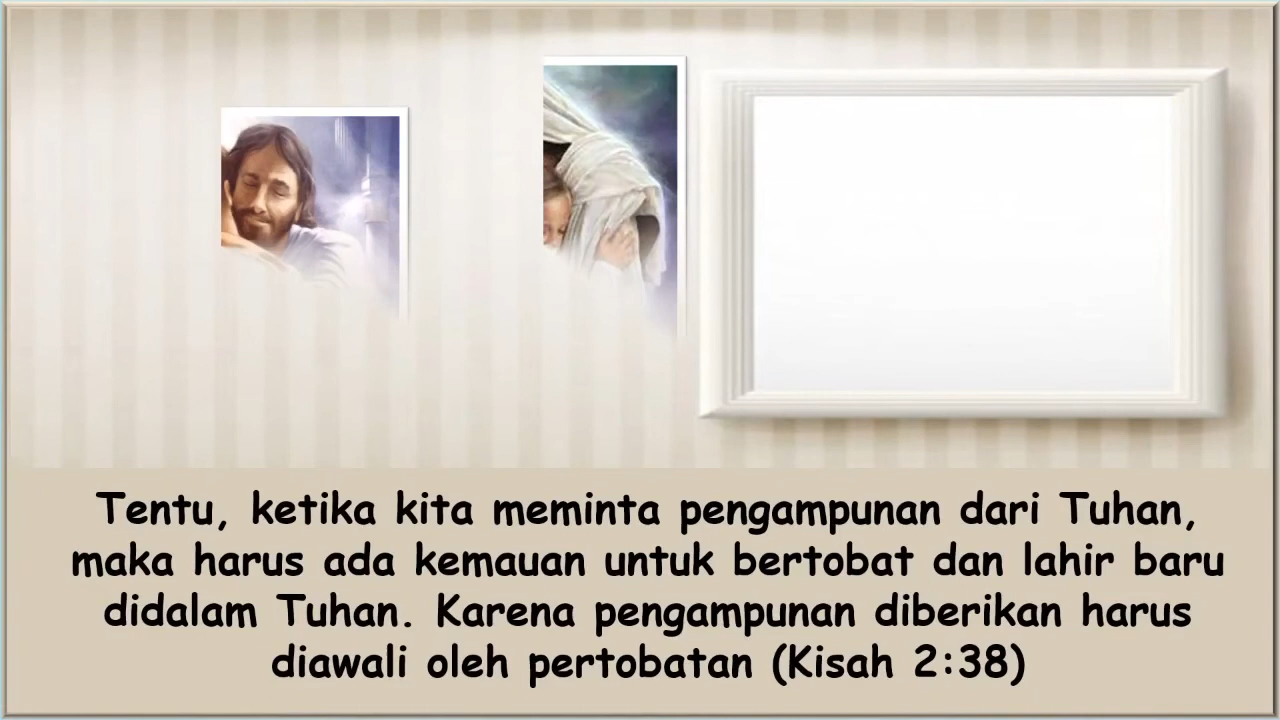 Tentu, ketika kita meminta pengampunan dari Tuhan,
maka harus ada kemauan untuk bertobat dan lahir baru
didalam Tuhan. Karena pengampunan diberikan harus
diawali oleh pertobatan (Kisah 2:38)